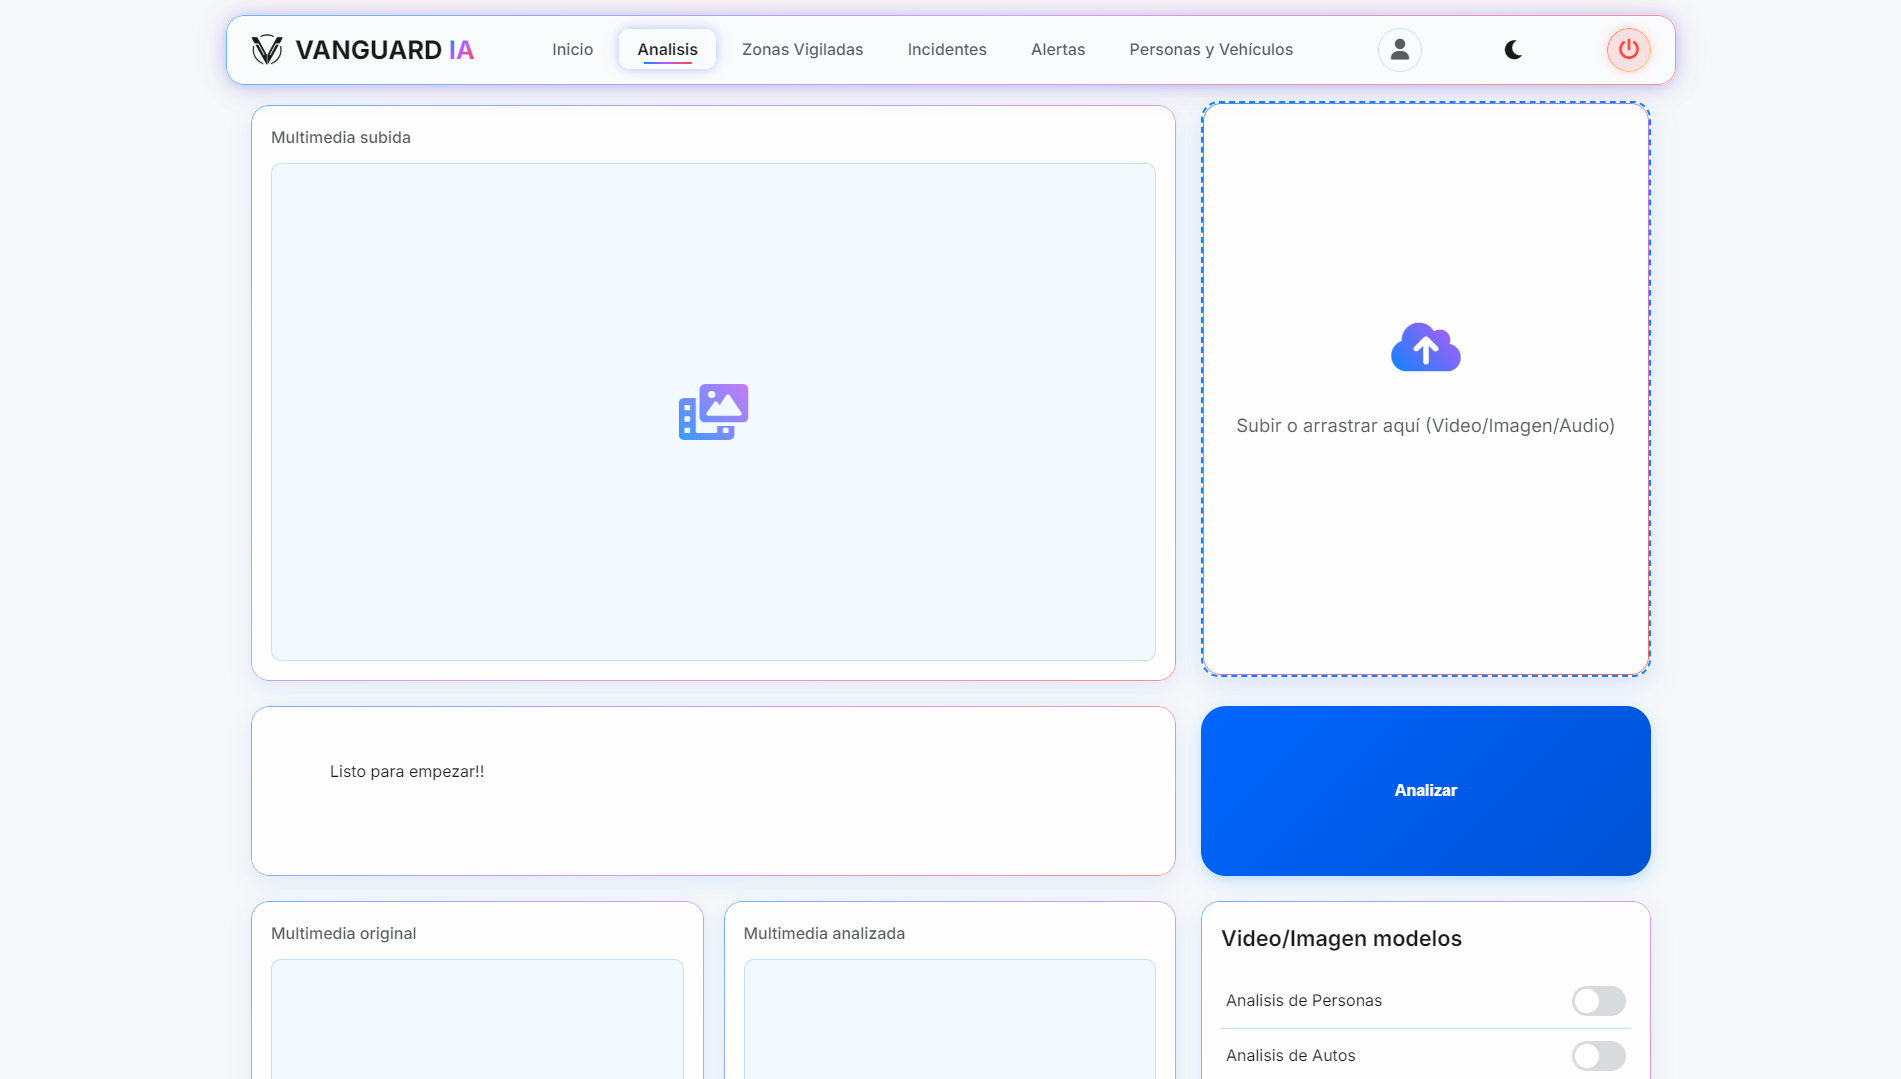 VANGUARD IA
Inicio
Analisis
Zonas Vigiladas
Incidentes
Alertas
Personas y Vehículos
Multimedia subida
Subir o arrastrar aquí (Video/Imagen/Audio)
Listo para empezar!!
Analizar
Multimedia original
Multimedia analizada
Video/Imagen modelos
Analisis de Personas
Analisis de Autos